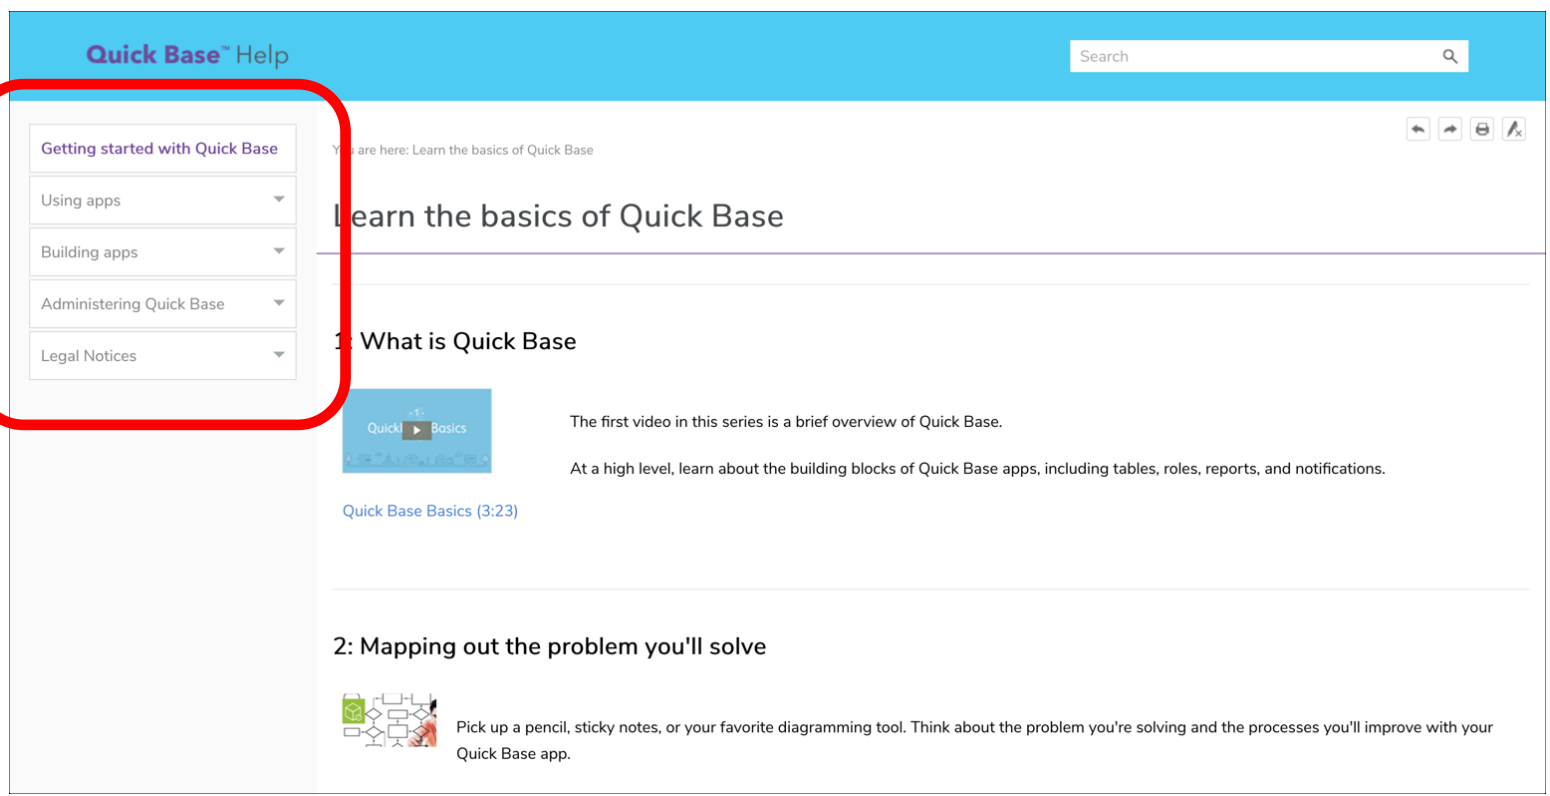 Quick Base™ Help
Search
Getting started with Quick Base
Using apps
Building apps
Administering Quick Base
Legal Notices
You are here: Learn the basics of Quick Base
Learn the basics of Quick Base
1: What is Quick Base
-1-
Basics
The first video in this series is a brief overview of Quick Base.
At a high level, learn about the building blocks of Quick Base apps, including tables, roles, reports, and notifications.
Quick Base Basics (3:23)
2: Mapping out the problem you'll solve
Pick up a pencil, sticky notes, or your favorite diagramming tool. Think about the problem you're solving and the processes you'll improve with your
Quick Base app.